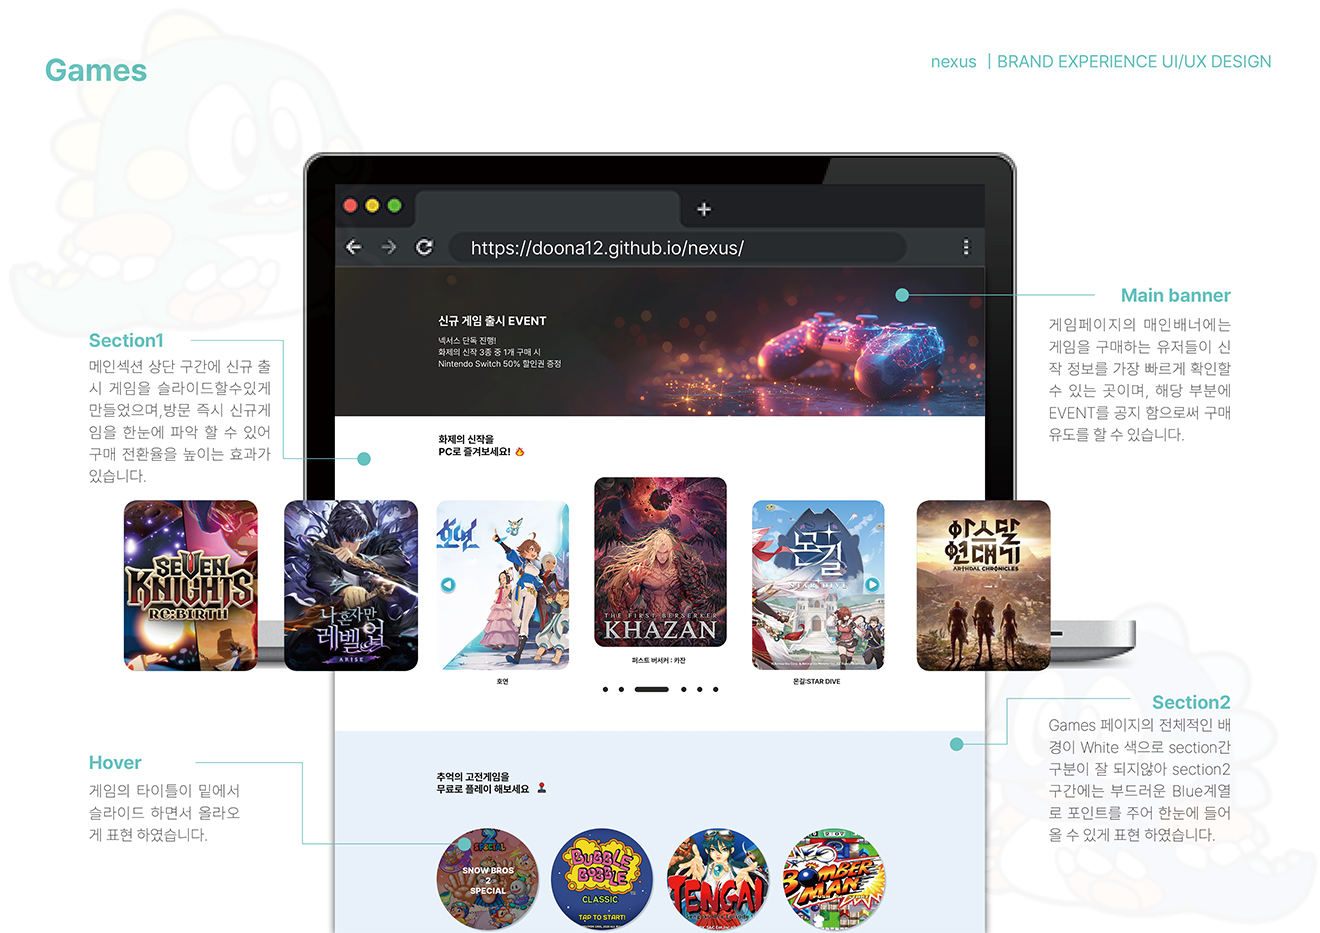 Games
nexus | BRAND EXPERIENCE UI/UX DESIGN
https://doona12.github.io/nexus/
신규 게임 출시 EVENT
넥서스 단독 진행!
화제의 신작 3종 중 1개 구매 시
Nintendo Switch 50% 할인권 증정
Main banner
게임페이지의 매인배너에는
게임을 구매하는 유저들이 신
작 정보를 가장 빠르게 확인할
수 있는 곳이며, 해당 부분에
EVENT를 공지 함으로써 구매
유도를 할 수 있습니다.
Section1
메인섹션 상단 구간에 신규 출
시 게임을 슬라이드할수있게
만들었으며,방문 즉시 신규게
임을 한눈에 파악 할 수 있어
구매 전환율을 높이는 효과가
있습니다.
화제의 신작을
PC로 즐겨보세요!
SEVEN
KNIGHTS
RE:BIRTH
나 혼자만
레벨업
ARISE
호연
THE FIRST BERSERKER
KHAZAN
몬길
STAR DIVE
아스달
연대기
ARTHDAL CHRONICLES
호연
퍼스트 버서커 : 카잔
몬길:STAR DIVE
Section2
Games 페이지의 전체적인 배
경이 White 색으로 section간
구분이 잘 되지않아 section2
구간에는 부드러운 Blue계열
로 포인트를 주어 한눈에 들어
올 수 있게 표현 하였습니다.
Hover
게임의 타이틀이 밑에서
슬라이드 하면서 올라오
게 표현 하였습니다.
추억의 고전게임을
무료로 플레이 해보세요
2
SPECIAL
SNOW BROS
2
SPECIAL
BUBBLE
BOBBLE
CLASSIC
TAP TO START!
TENGAI
BOMBER
MAN